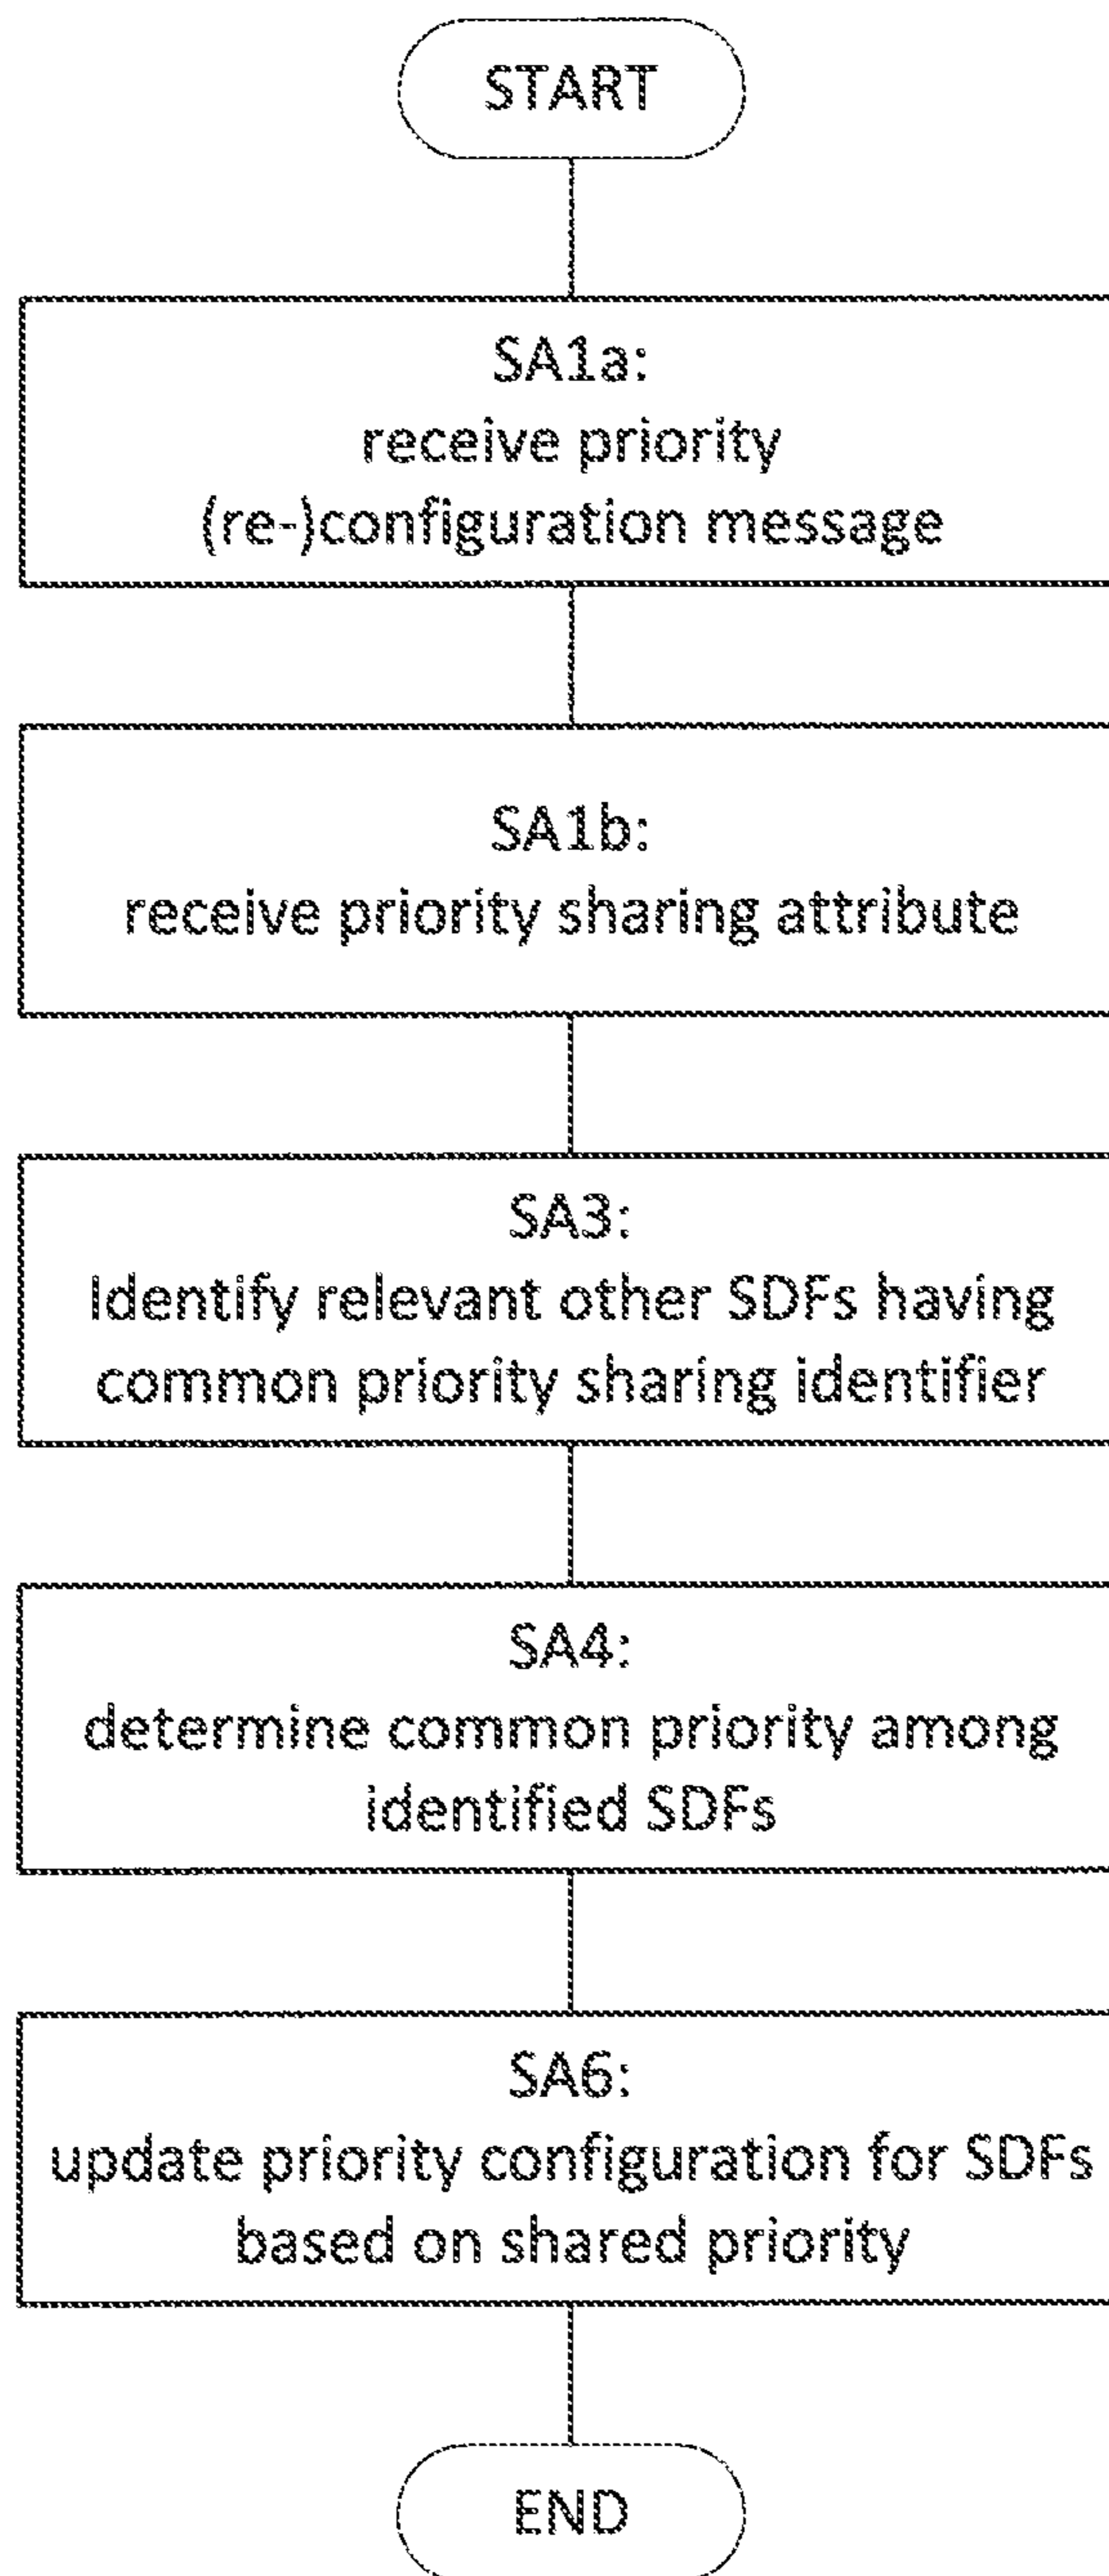 START
SA1a:
receive priority
(re-)configuration message
SA1b:
receive priority sharing attribute
SA3:
Identify relevant other SDFs having
common priority sharing identifier
SA4:
determine common priority among
identified SDFs
SA6:
update priority configuration for SDFs
based on shared priority
END